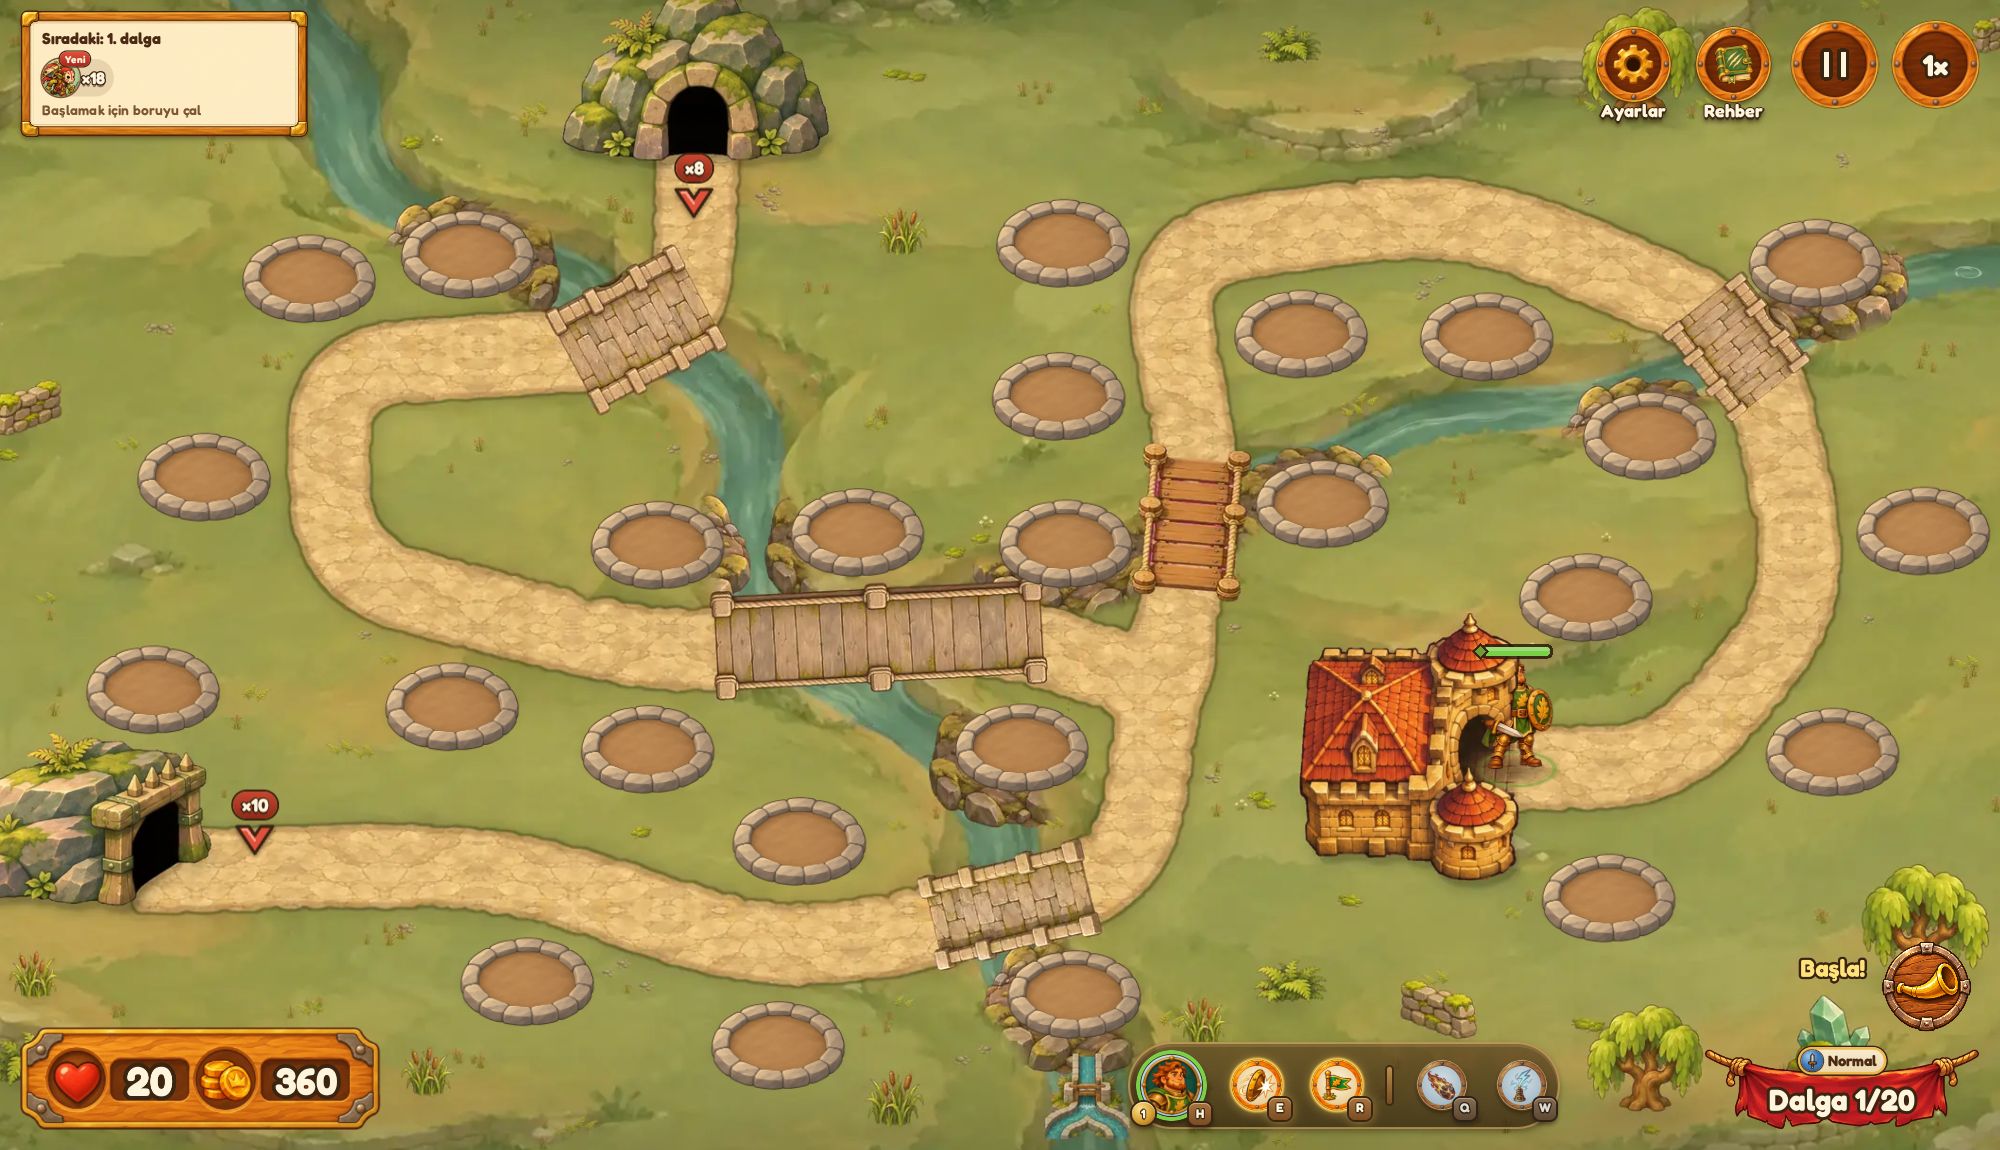 Sıradaki: 1. dalga
Yeni
x18
Başlamak için boruyu çal
x8
Ayarlar
Rehber
1x
x10
Başla!
20
360
1
H
E
R
Q
W
Normal
Dalga 1/20